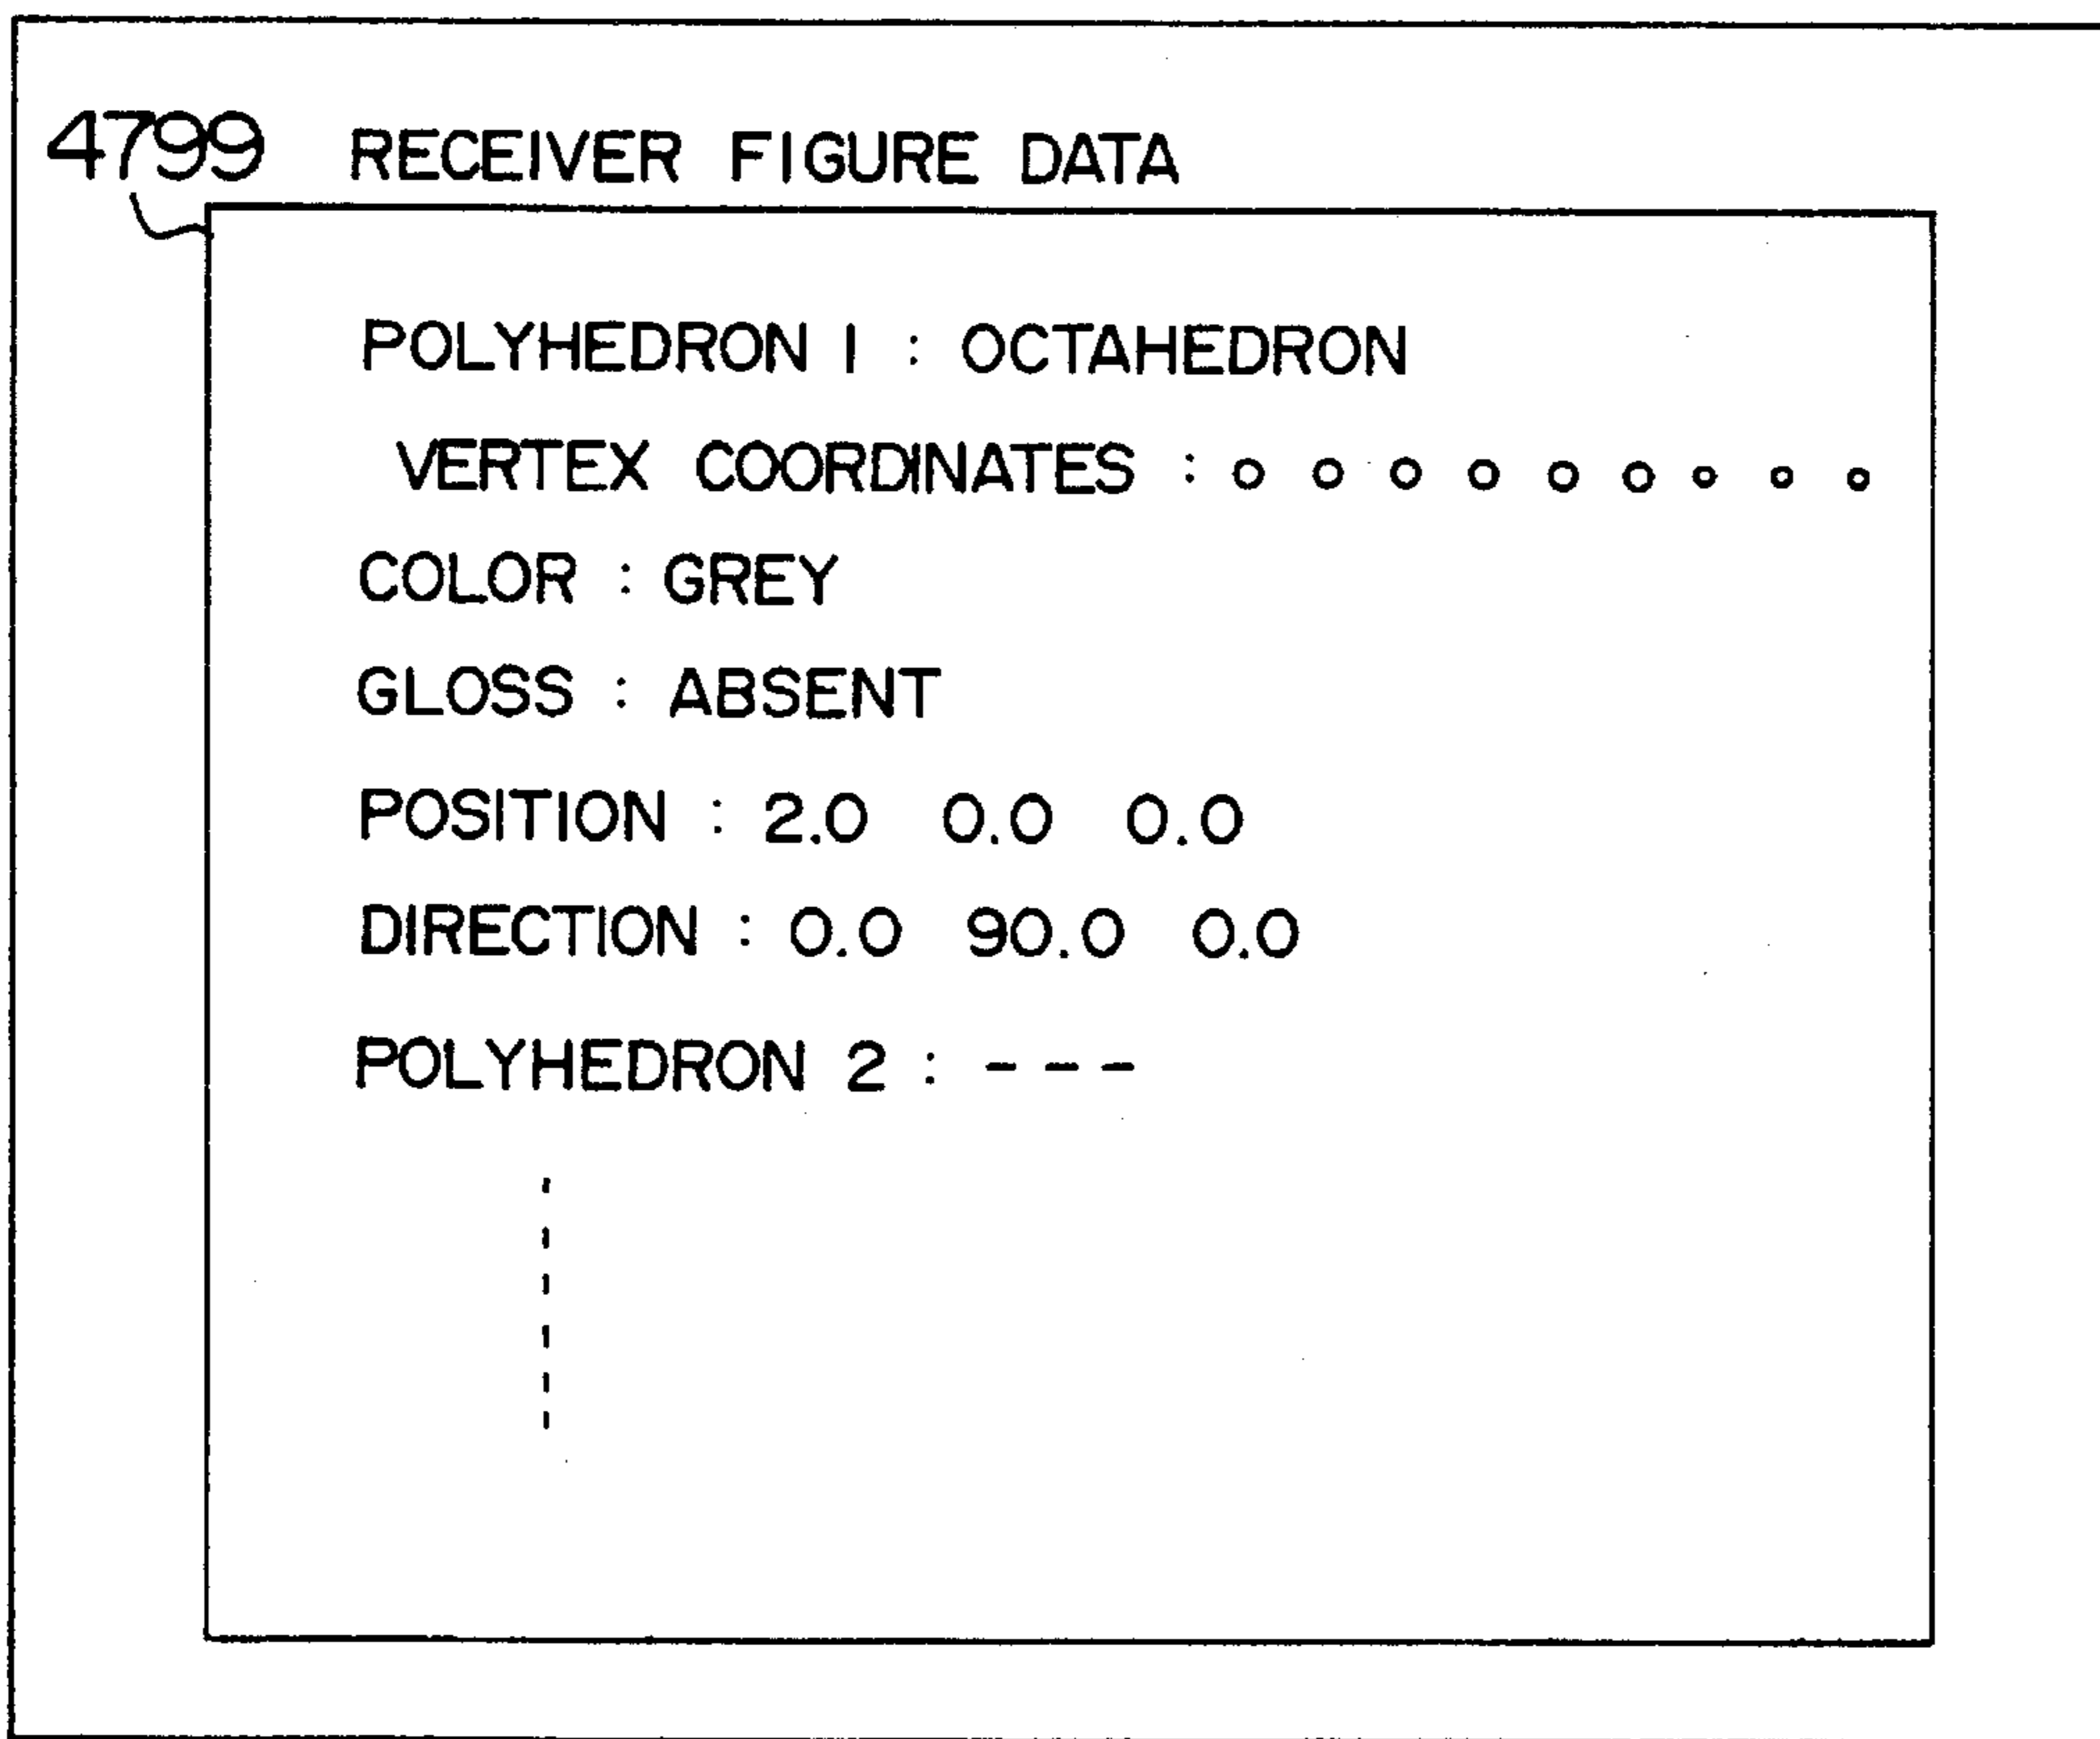 4799 RECEIVER FIGURE DATA
POLYHEDRON 1 : OCTAHEDRON
VERTEX COORDINATES : o o o o o o o o o
COLOR : GREY
GLOSS : ABSENT
POSITION : 2.0 0.0 0.0
DIRECTION : 0.0 90.0 0.0
POLYHEDRON 2 : ---